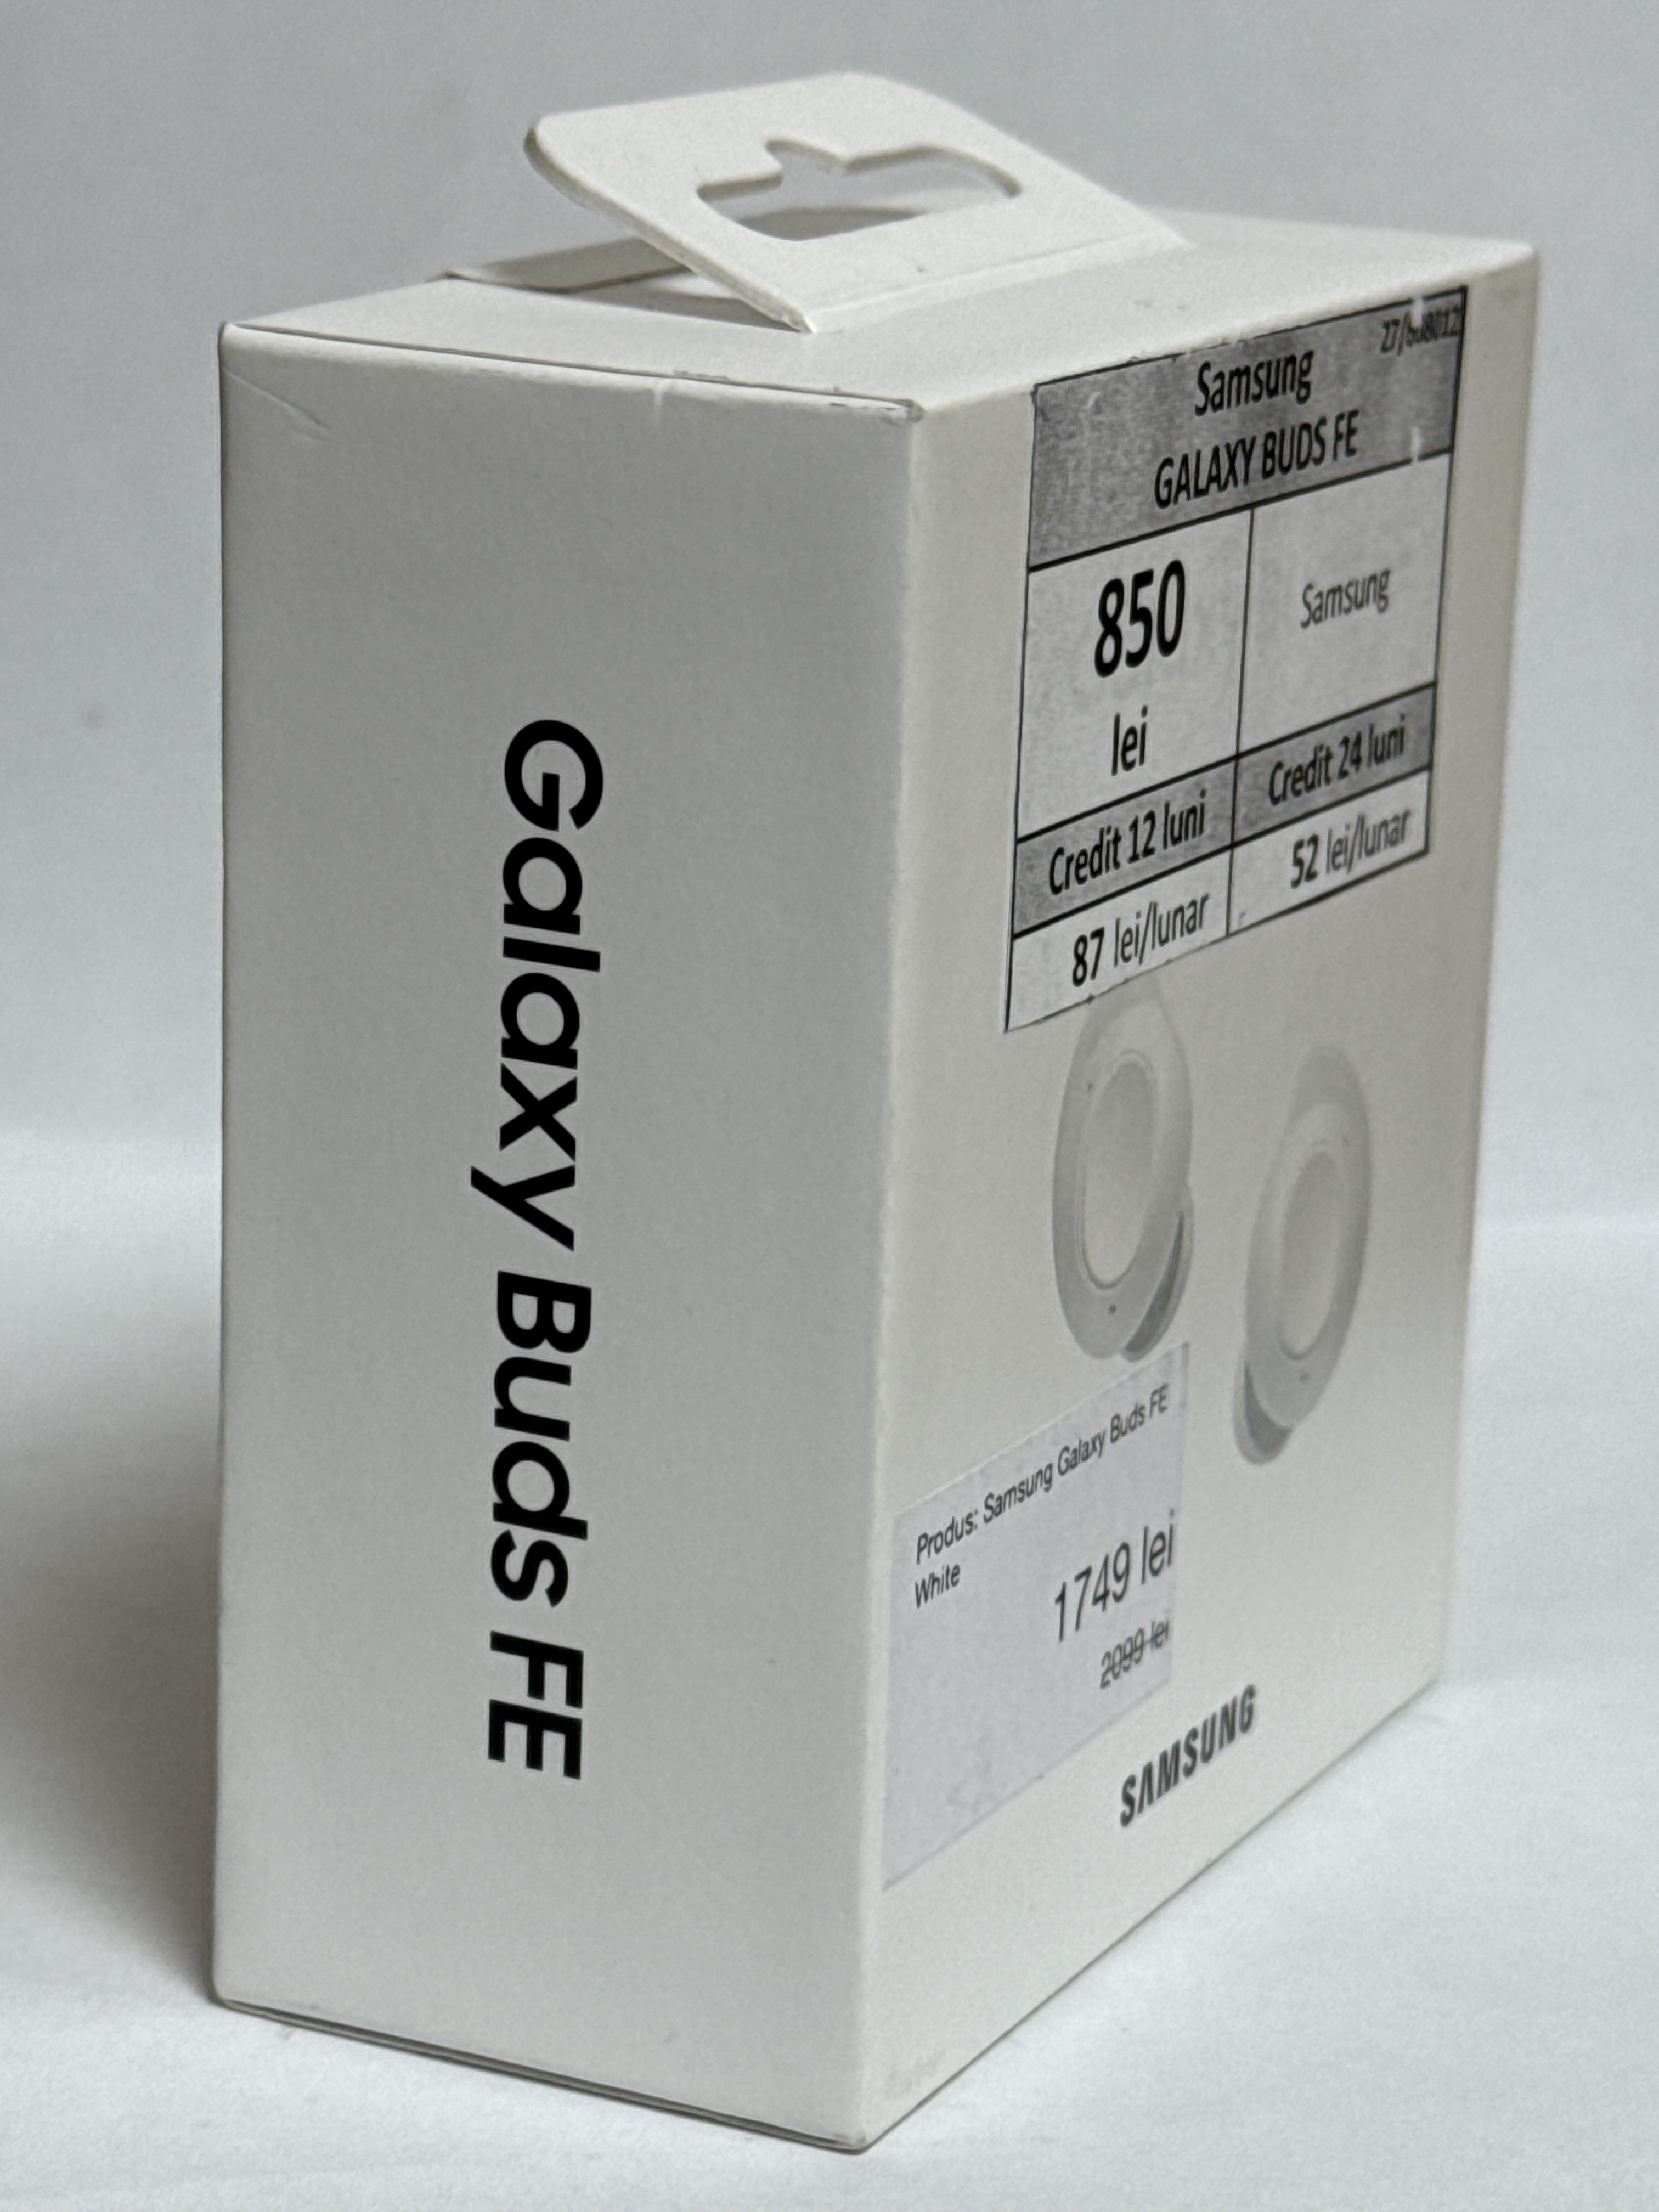 Galaxy Buds FE
Samsung
GALAXY BUDS FE
850
lei
Samsung
Credit 12 luni
Credit 24 luni
87 lei/lunar
52 lei/lunar
Produs: Samsung Galaxy Buds FE
White
1749 lei
2099 lei
SAMSUNG